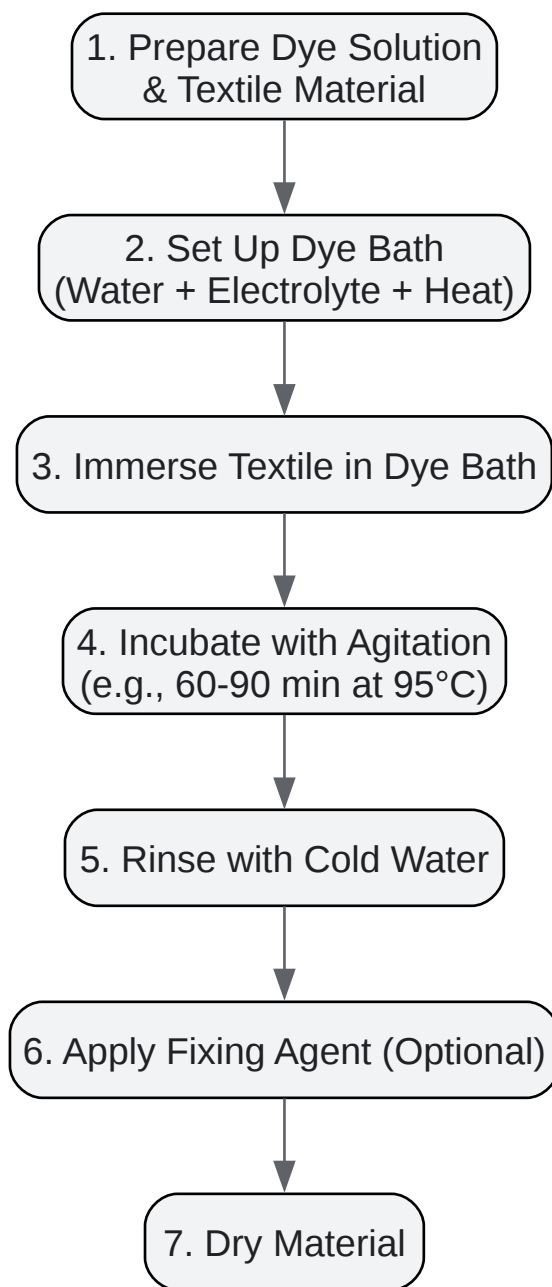 1. Prepare Dye Solution
& Textile Material
2. Set Up Dye Bath
(Water + Electrolyte + Heat)
3. Immerse Textile in Dye Bath
4. Incubate with Agitation
(e.g., 60-90 min at 95°C)
5. Rinse with Cold Water
6. Apply Fixing Agent (Optional)
7. Dry Material